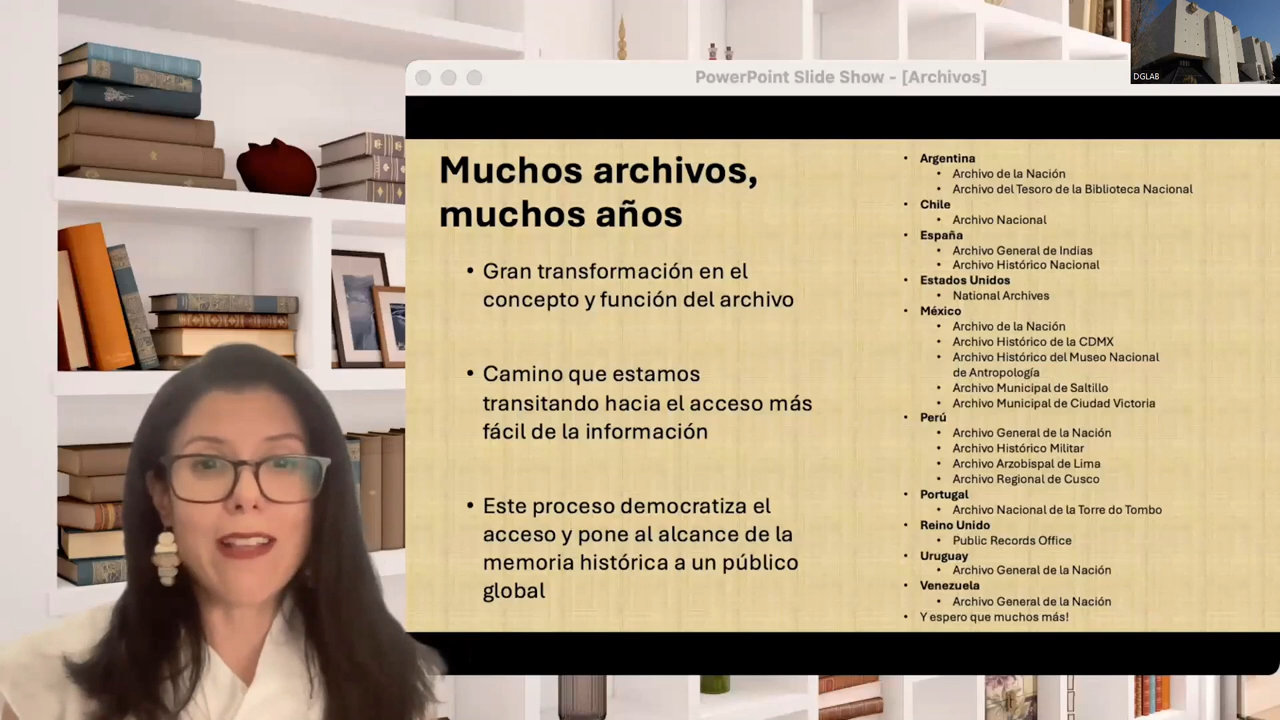 PowerPoint Slide Show - [Archivos]
DGLAB
Muchos archivos,
muchos años
• Gran transformación en el
concepto y función del archivo
• Camino que estamos
transitando hacia el acceso más
fácil de la información
• Este proceso democratiza el
acceso y pone al alcance de la
memoria histórica a un público
global
• Argentina
• Archivo de la Nación
• Archivo del Tesoro de la Biblioteca Nacional
• Chile
• Archivo Nacional
• España
• Archivo General de Indias
• Archivo Histórico Nacional
• Estados Unidos
• National Archives
• México
• Archivo de la Nación
• Archivo Histórico de la CDMX
• Archivo Histórico del Museo Nacional
de Antropología
• Archivo Municipal de Saltillo
• Archivo Municipal de Ciudad Victoria
• Perú
• Archivo General de la Nación
• Archivo Histórico Militar
• Archivo Arzobispal de Lima
• Archivo Regional de Cusco
• Portugal
• Archivo Nacional de la Torre do Tombo
• Reino Unido
• Public Records Office
• Uruguay
• Archivo General de la Nación
• Venezuela
• Archivo General de la Nación
• Y espero que muchos más!